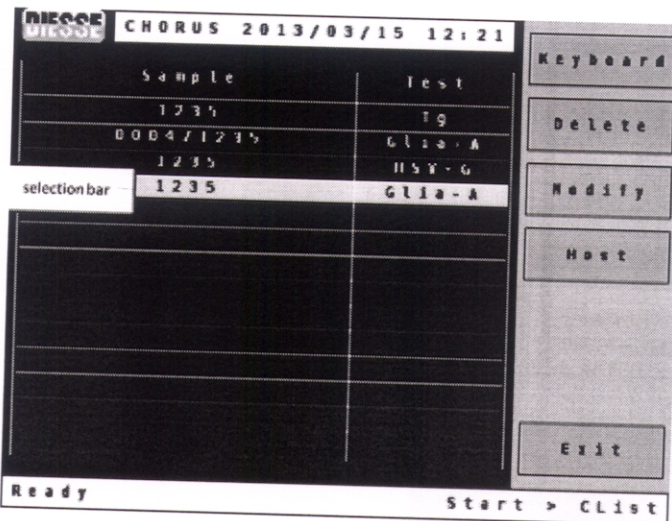 DIESSE CHORUS 2013/03/15 12:21
Sample Test
1235 Tg
0004/1235 Glia-A
1235 HSV-G
selection bar 1235 Glia-A
Keyboard
Delete
Modify
Host
Exit
Ready Start > CList